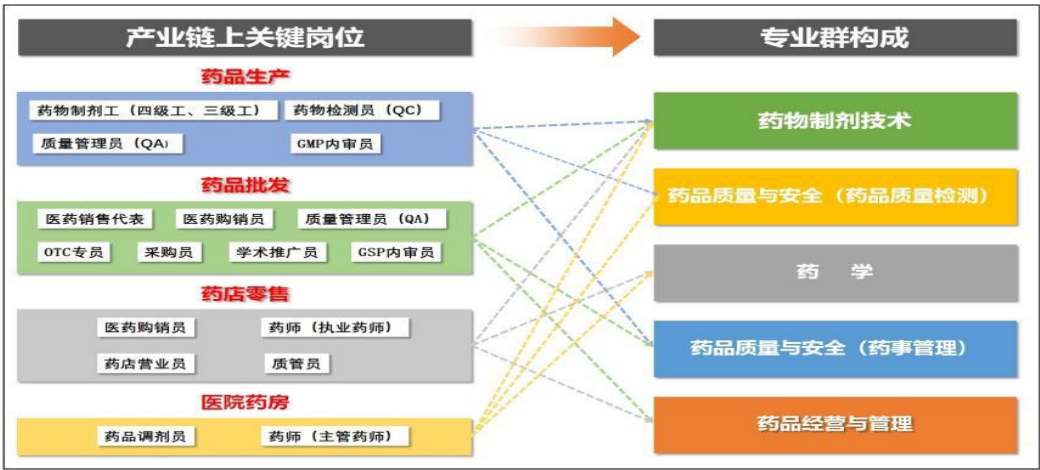 产业链上关键岗位
专业群构成
药品生产
药物制剂工（四级工、三级工） 药物检测员（QC）
质量管理员（QA） GMP内审员
药品批发
医药销售代表 医药购销员 质量管理员（QA）
OTC专员 采购员 学术推广员 GSP内审员
药店零售
医药购销员 药师（执业药师）
药店营业员 质管员
医院药房
药品调剂员 药师（主管药师）
药物制剂技术
药品质量与安全（药品质量检测）
药 学
药品质量与安全（药事管理）
药品经营与管理